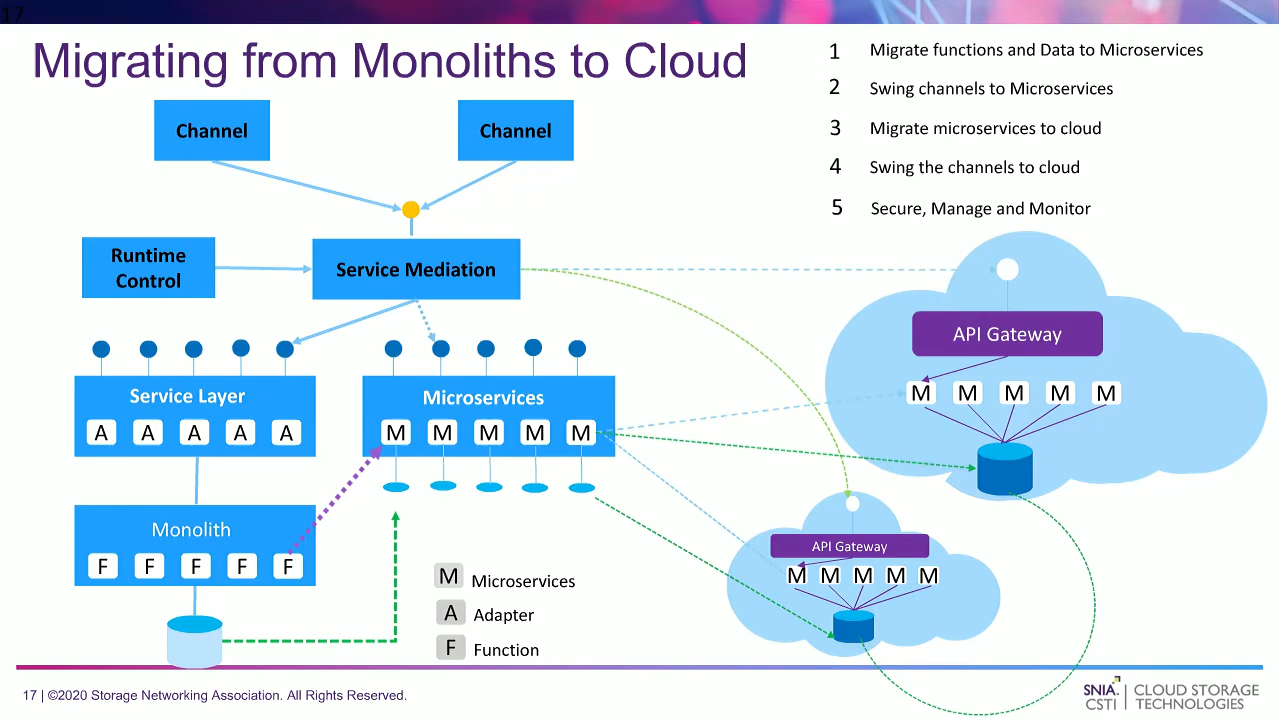 17
Migrating from Monoliths to Cloud
1 Migrate functions and Data to Microservices
2 Swing channels to Microservices
3 Migrate microservices to cloud
4 Swing the channels to cloud
5 Secure, Manage and Monitor
Channel
Channel
Runtime
Control
Service Mediation
API Gateway
M M M M M
Service Layer
A A A A A
Microservices
M M M M M
Monolith
F F F F F
API Gateway
M M M M M
M Microservices
A Adapter
F Function
17 | ©2020 Storage Networking Association. All Rights Reserved.
SNIA
CSTI
CLOUD STORAGE
TECHNOLOGIES